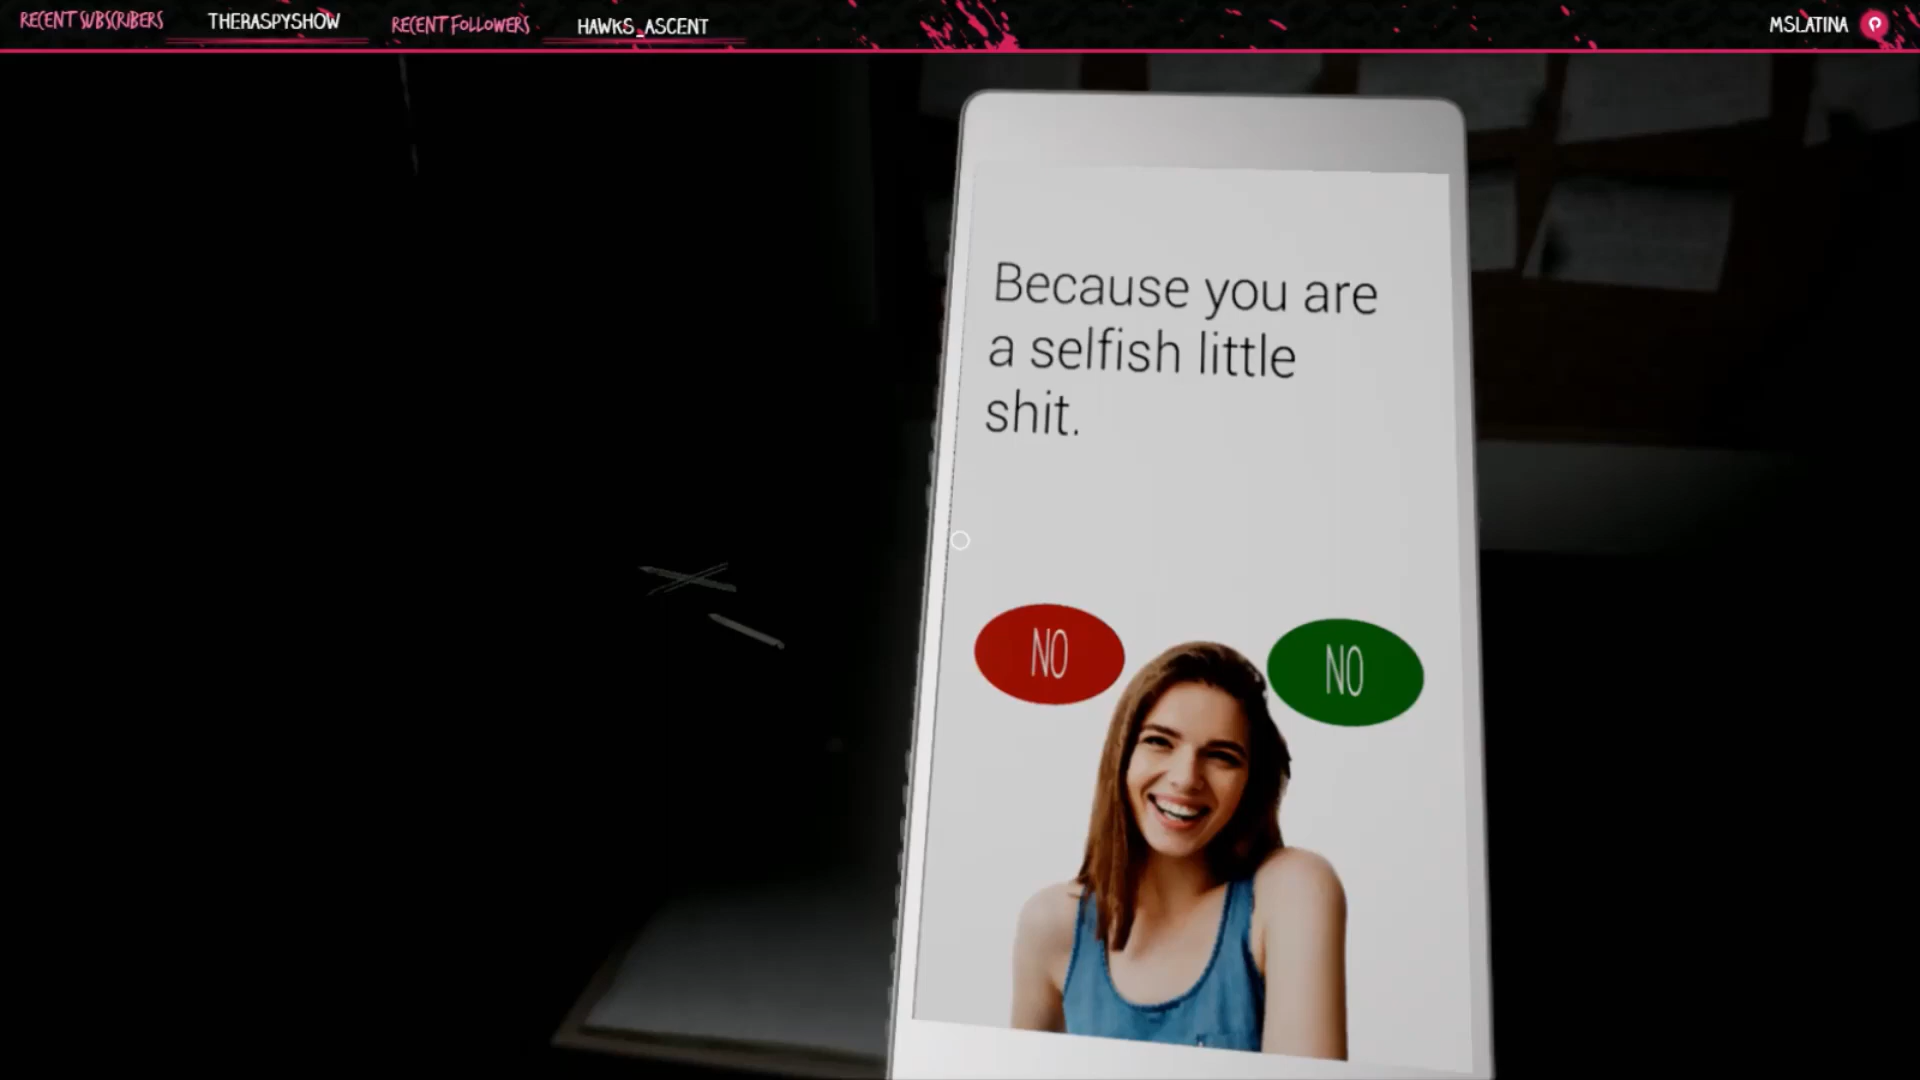 RECENT SUBSCRIBERS THERASPYSHOW RECENT FOLLOWERS HAWKS_ASCENT MSLATINA
Because you are
a selfish little
shit.
NO NO